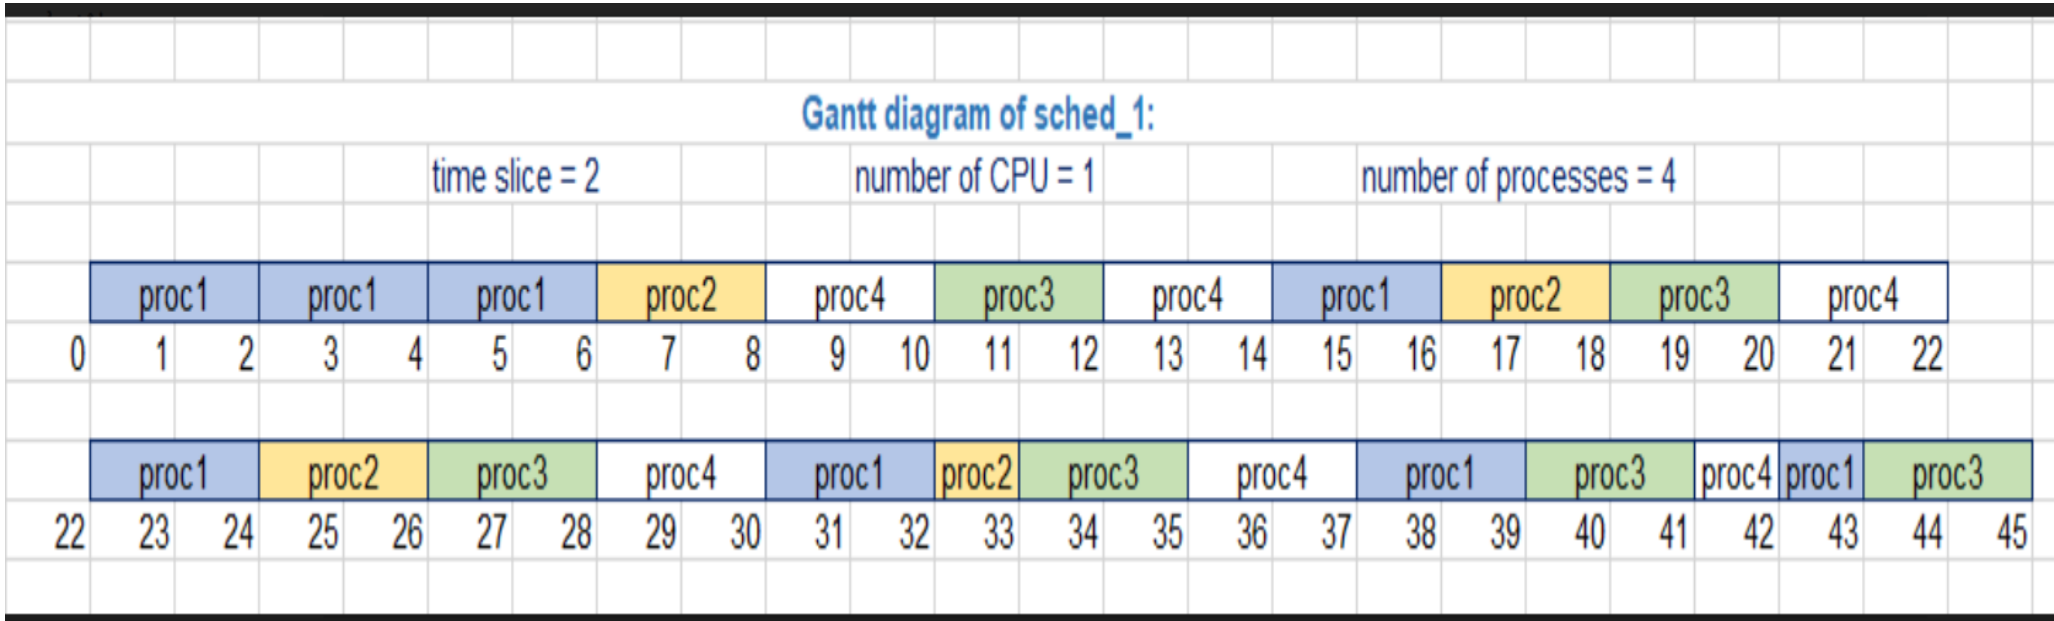 Gantt diagram of sched_1:
time slice = 2 number of CPU = 1 number of processes = 4
proc1 proc1 proc1 proc2 proc4 proc3 proc4 proc1 proc2 proc3 proc4
0 1 2 3 4 5 6 7 8 9 10 11 12 13 14 15 16 17 18 19 20 21 22
proc1 proc2 proc3 proc4 proc1 proc2 proc3 proc4 proc1 proc3 proc4 proc1 proc3
22 23 24 25 26 27 28 29 30 31 32 33 34 35 36 37 38 39 40 41 42 43 44 45